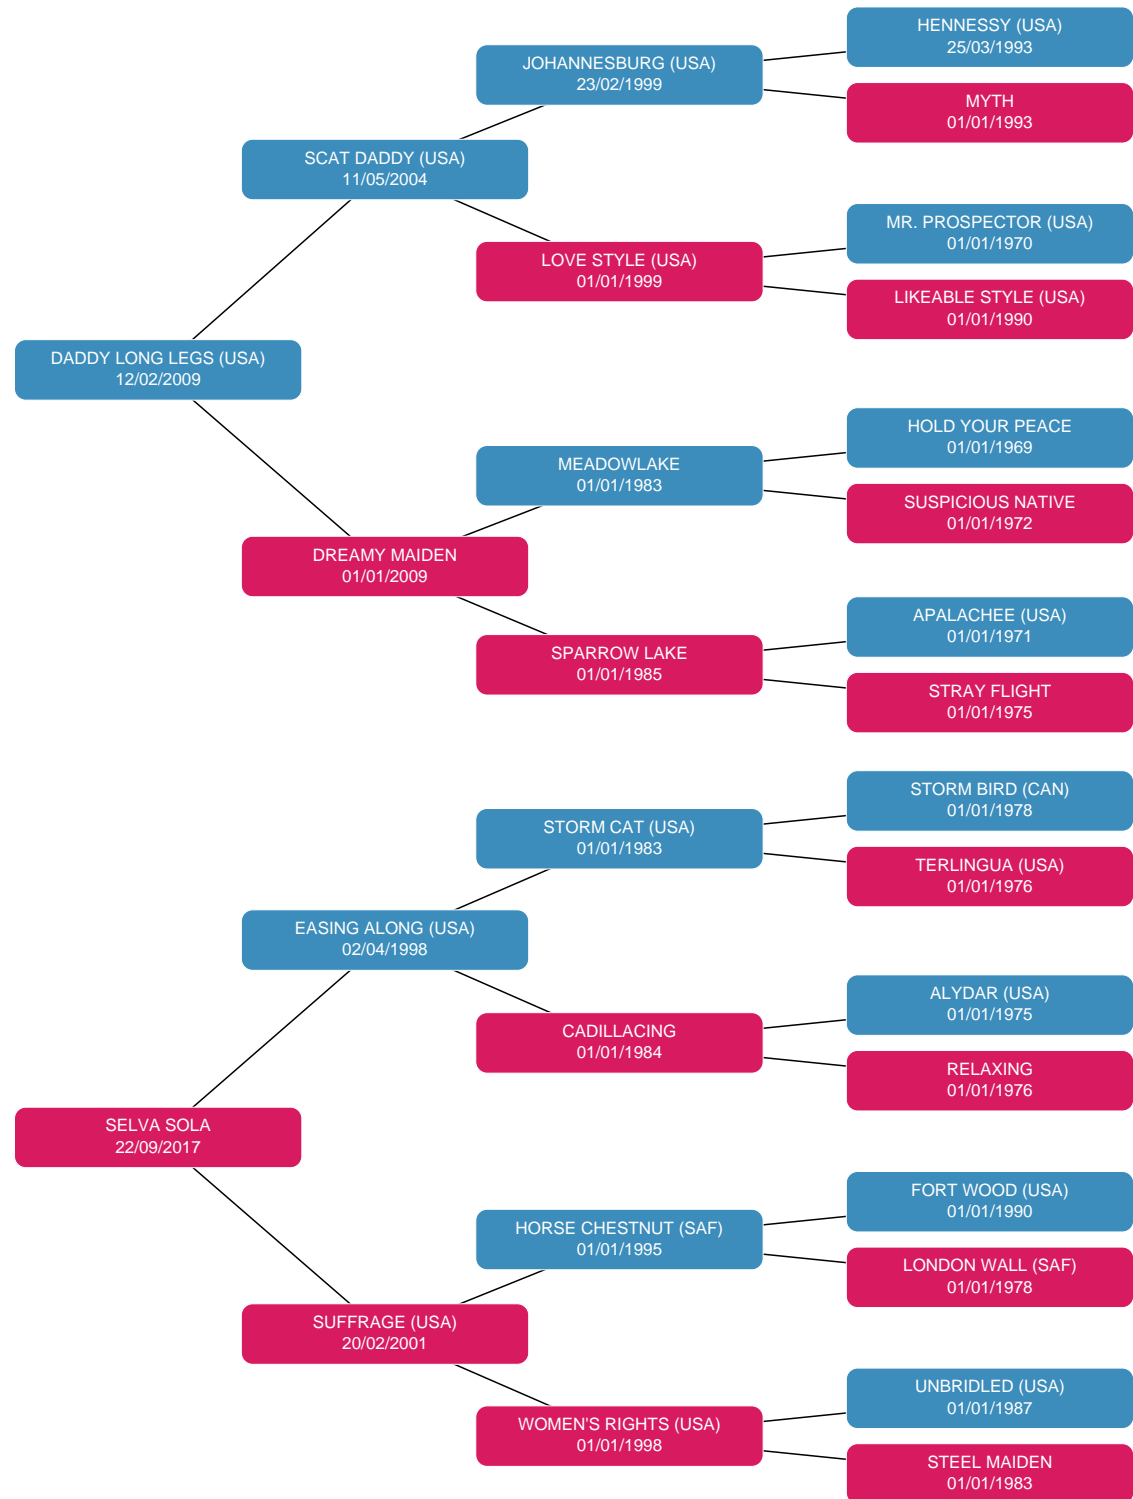 HENNESSY (USA)
25/03/1993
JOHANNESBURG (USA)
23/02/1999
MYTH
01/01/1993
SCAT DADDY (USA)
11/05/2004
MR. PROSPECTOR (USA)
01/01/1970
LOVE STYLE (USA)
01/01/1999
LIKEABLE STYLE (USA)
01/01/1990
DADDY LONG LEGS (USA)
12/02/2009
HOLD YOUR PEACE
01/01/1969
MEADOWLAKE
01/01/1983
SUSPICIOUS NATIVE
01/01/1972
DREAMY MAIDEN
01/01/2009
APALACHEE (USA)
01/01/1971
SPARROW LAKE
01/01/1985
STRAY FLIGHT
01/01/1975
STORM BIRD (CAN)
01/01/1978
STORM CAT (USA)
01/01/1983
TERLINGUA (USA)
01/01/1976
EASING ALONG (USA)
02/04/1998
ALYDAR (USA)
01/01/1975
CADILLACING
01/01/1984
RELAXING
01/01/1976
SELVA SOLA
22/09/2017
FORT WOOD (USA)
01/01/1990
HORSE CHESTNUT (SAF)
01/01/1995
LONDON WALL (SAF)
01/01/1978
SUFFRAGE (USA)
20/02/2001
UNBRIDLED (USA)
01/01/1987
WOMEN'S RIGHTS (USA)
01/01/1998
STEEL MAIDEN
01/01/1983